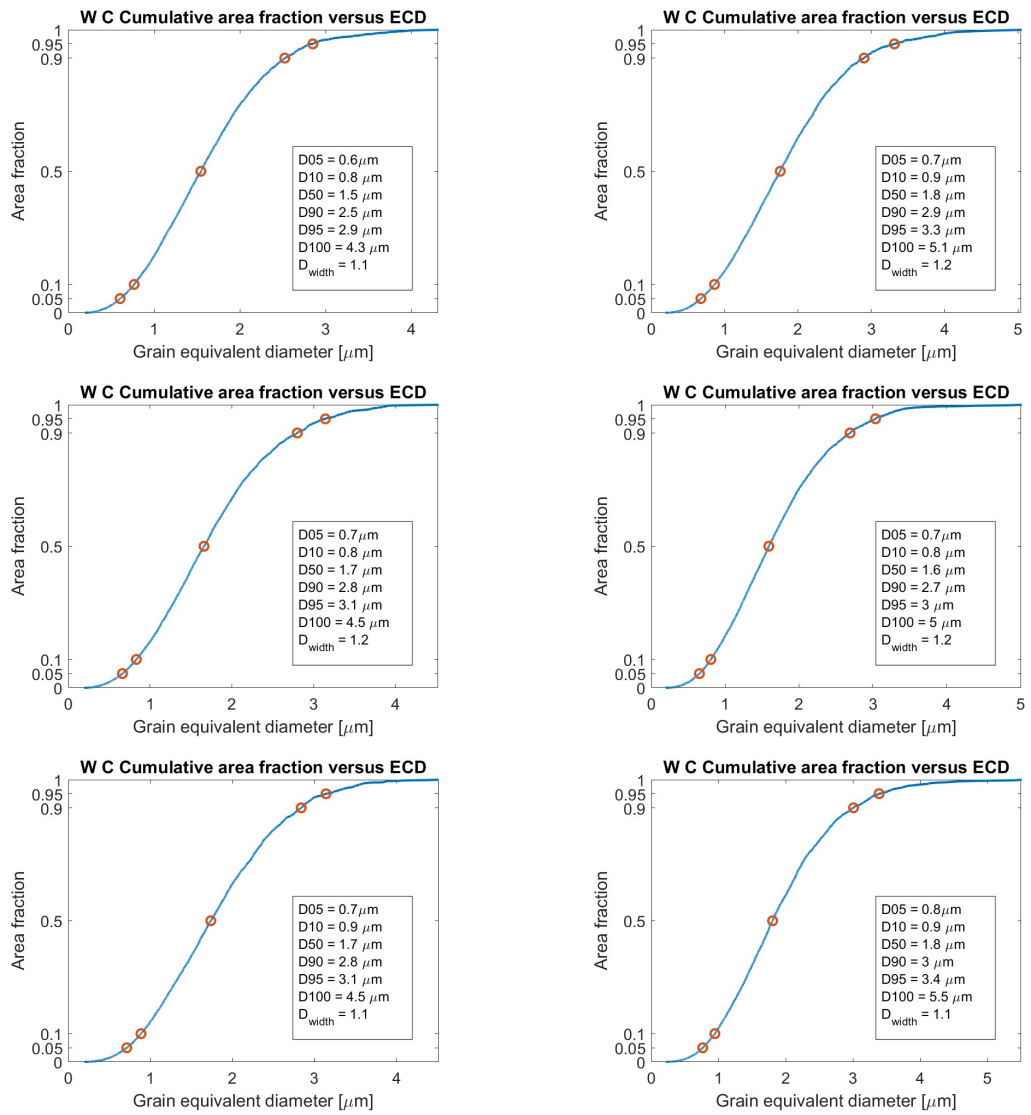 W C Cumulative area fraction versus ECD
1
0.95
0.9
0.5
0.1
0.05
0
Area fraction
D05 = 0.6μm
D10 = 0.8 μm
D50 = 1.5 μm
D90 = 2.5 μm
D95 = 2.9 μm
D100 = 4.3 μm
D_width = 1.1
0 1 2 3 4
Grain equivalent diameter [μm]
W C Cumulative area fraction versus ECD
1
0.95
0.9
0.5
0.1
0.05
0
Area fraction
D05 = 0.7μm
D10 = 0.9 μm
D50 = 1.8 μm
D90 = 2.9 μm
D95 = 3.3 μm
D100 = 5.1 μm
D_width = 1.2
0 1 2 3 4 5
Grain equivalent diameter [μm]
W C Cumulative area fraction versus ECD
1
0.95
0.9
0.5
0.1
0.05
0
Area fraction
D05 = 0.7μm
D10 = 0.8 μm
D50 = 1.7 μm
D90 = 2.8 μm
D95 = 3.1 μm
D100 = 4.5 μm
D_width = 1.2
0 1 2 3 4
Grain equivalent diameter [μm]
W C Cumulative area fraction versus ECD
1
0.95
0.9
0.5
0.1
0.05
0
Area fraction
D05 = 0.7μm
D10 = 0.8 μm
D50 = 1.6 μm
D90 = 2.7 μm
D95 = 3 μm
D100 = 5 μm
D_width = 1.2
0 1 2 3 4 5
Grain equivalent diameter [μm]
W C Cumulative area fraction versus ECD
1
0.95
0.9
0.5
0.1
0.05
0
Area fraction
D05 = 0.7μm
D10 = 0.9 μm
D50 = 1.7 μm
D90 = 2.8 μm
D95 = 3.1 μm
D100 = 4.5 μm
D_width = 1.1
0 1 2 3 4
Grain equivalent diameter [μm]
W C Cumulative area fraction versus ECD
1
0.95
0.9
0.5
0.1
0.05
0
Area fraction
D05 = 0.8μm
D10 = 0.9 μm
D50 = 1.8 μm
D90 = 3 μm
D95 = 3.4 μm
D100 = 5.5 μm
D_width = 1.1
0 1 2 3 4 5
Grain equivalent diameter [μm]